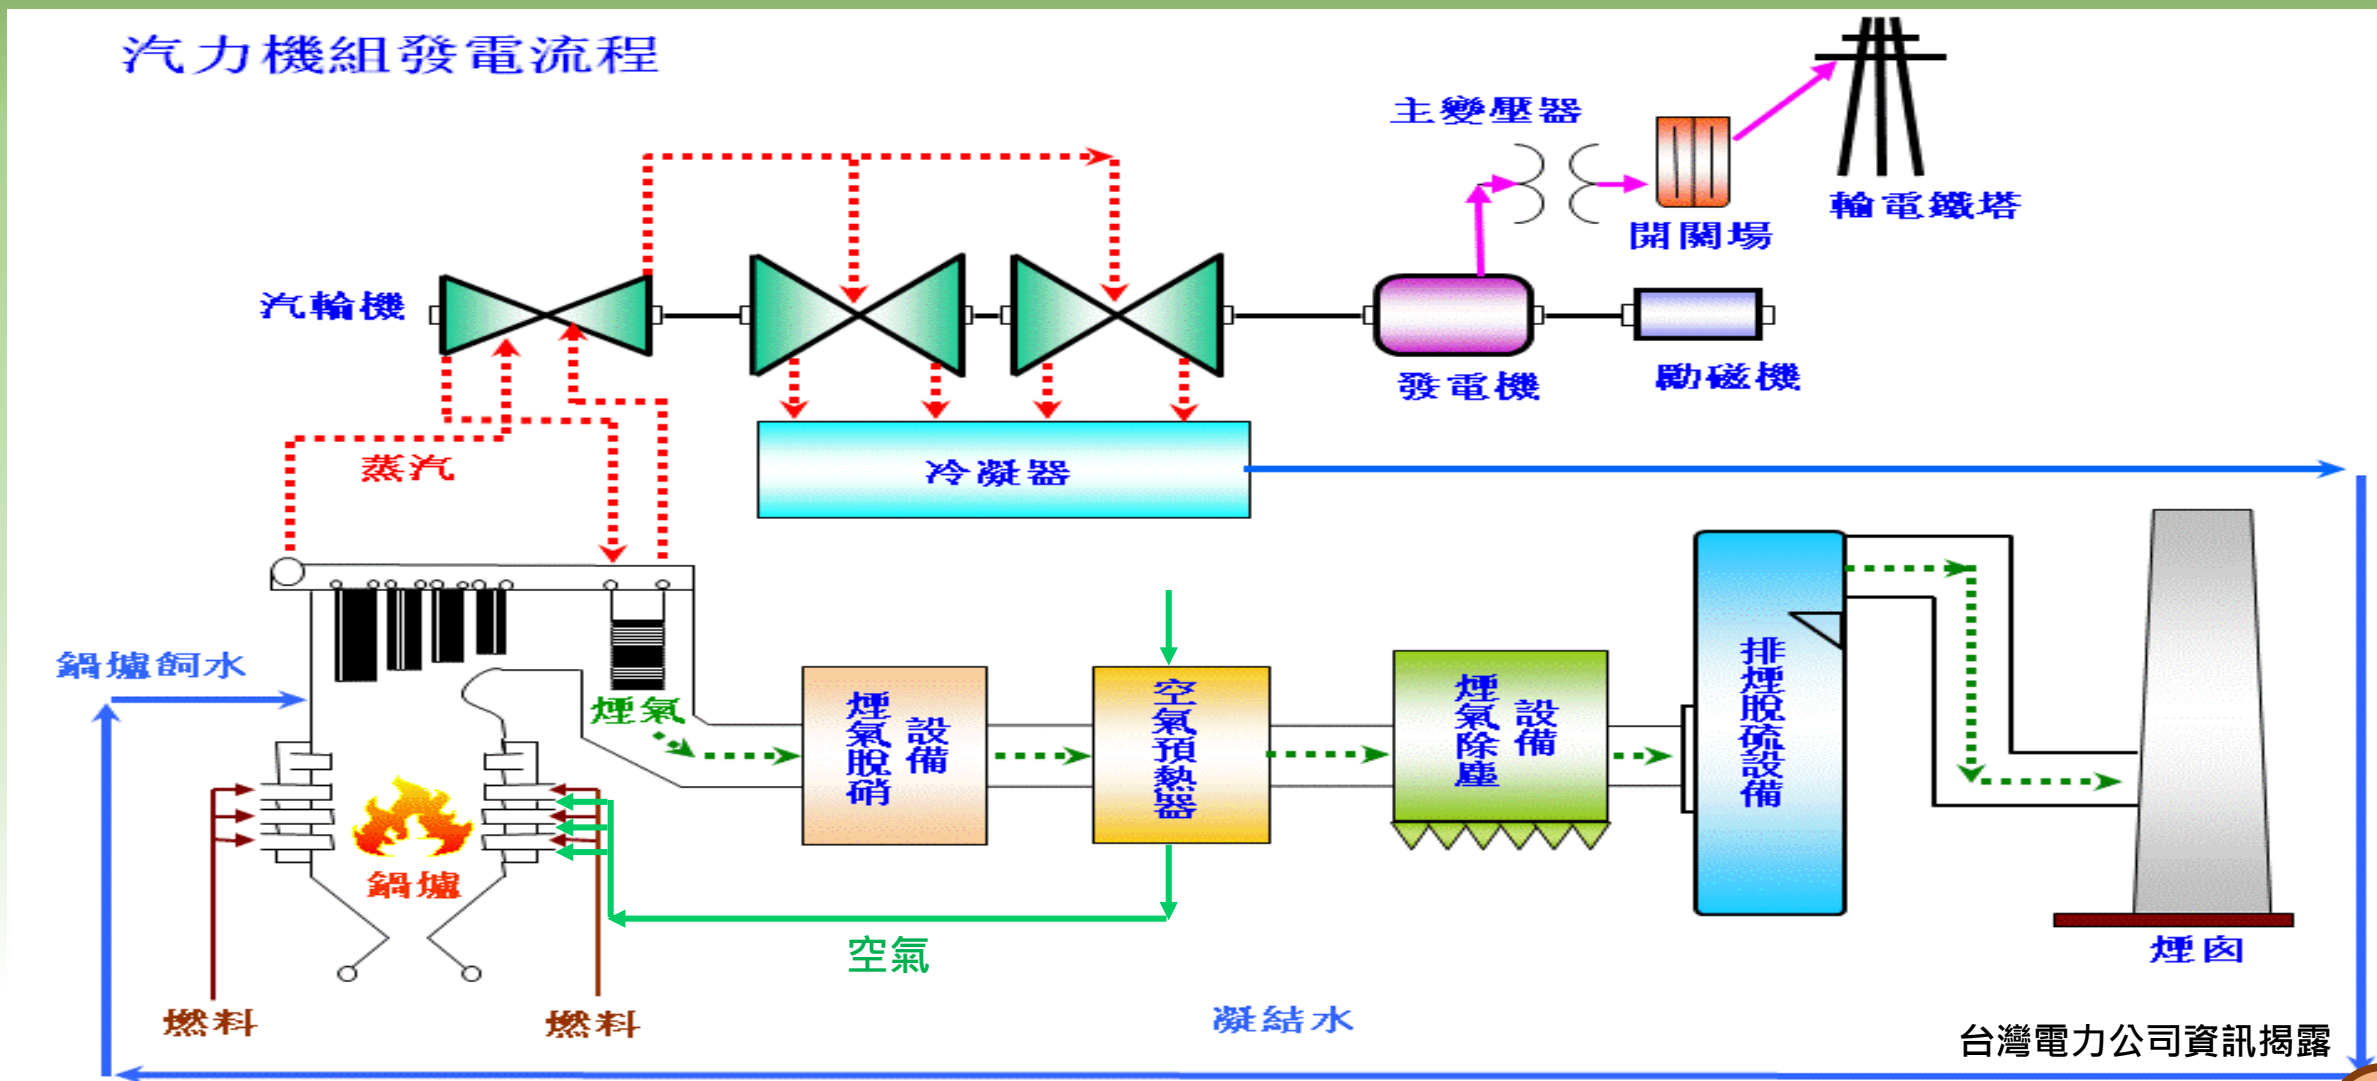 汽力機組發電流程
主變壓器
開關場
輸電鐵塔
汽輪機
發電機
勵磁機
蒸汽
冷凝器
鍋爐飼水
煙氣
煙氣脫硝
設備
空氣預熱器
煙氣除塵
設備
排煙脫硫設備
鍋爐
空氣
煙囪
燃料
燃料
凝結水
台灣電力公司資訊揭露